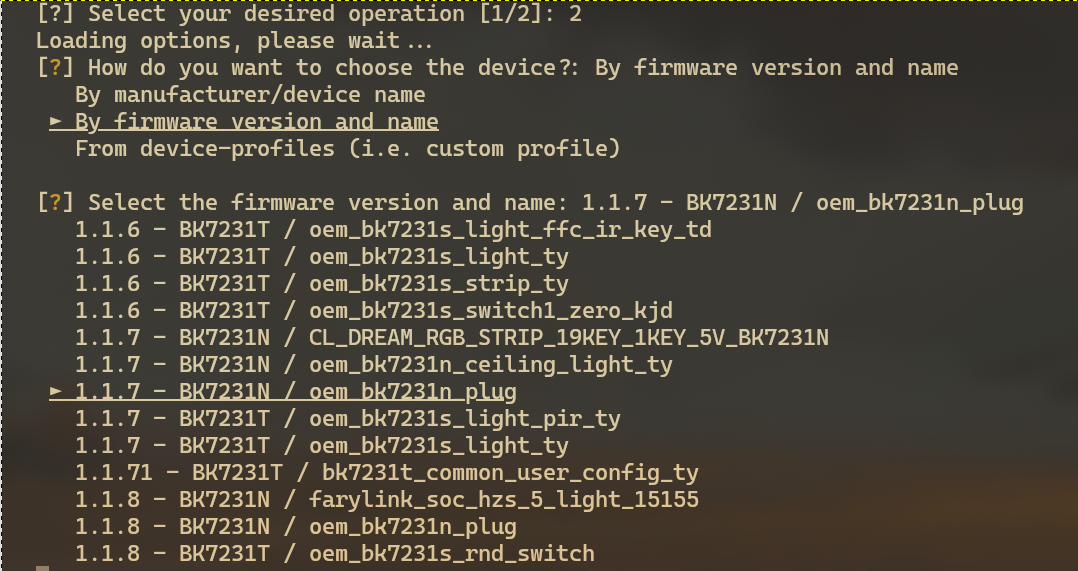 [?] Select your desired operation [1/2]: 2
Loading options, please wait...
[?] How do you want to choose the device?: By firmware version and name
By manufacturer/device name
► By firmware version and name
From device-profiles (i.e. custom profile)
[?] Select the firmware version and name: 1.1.7 - BK7231N / oem_bk7231n_plug
1.1.6 - BK7231T / oem_bk7231s_light_ffc_ir_key_td
1.1.6 - BK7231T / oem_bk7231s_light_ty
1.1.6 - BK7231T / oem_bk7231s_strip_ty
1.1.6 - BK7231T / oem_bk7231s_switch1_zero_kjd
1.1.7 - BK7231N / CL_DREAM_RGB_STRIP_19KEY_1KEY_5V_BK7231N
1.1.7 - BK7231N / oem_bk7231n_ceiling_light_ty
► 1.1.7 - BK7231N / oem_bk7231n_plug
1.1.7 - BK7231T / oem_bk7231s_light_pir_ty
1.1.7 - BK7231T / oem_bk7231s_light_ty
1.1.71 - BK7231T / bk7231t_common_user_config_ty
1.1.8 - BK7231N / farylink_soc_hzs_5_light_15155
1.1.8 - BK7231N / oem_bk7231n_plug
1.1.8 - BK7231T / oem_bk7231s_rnd_switch